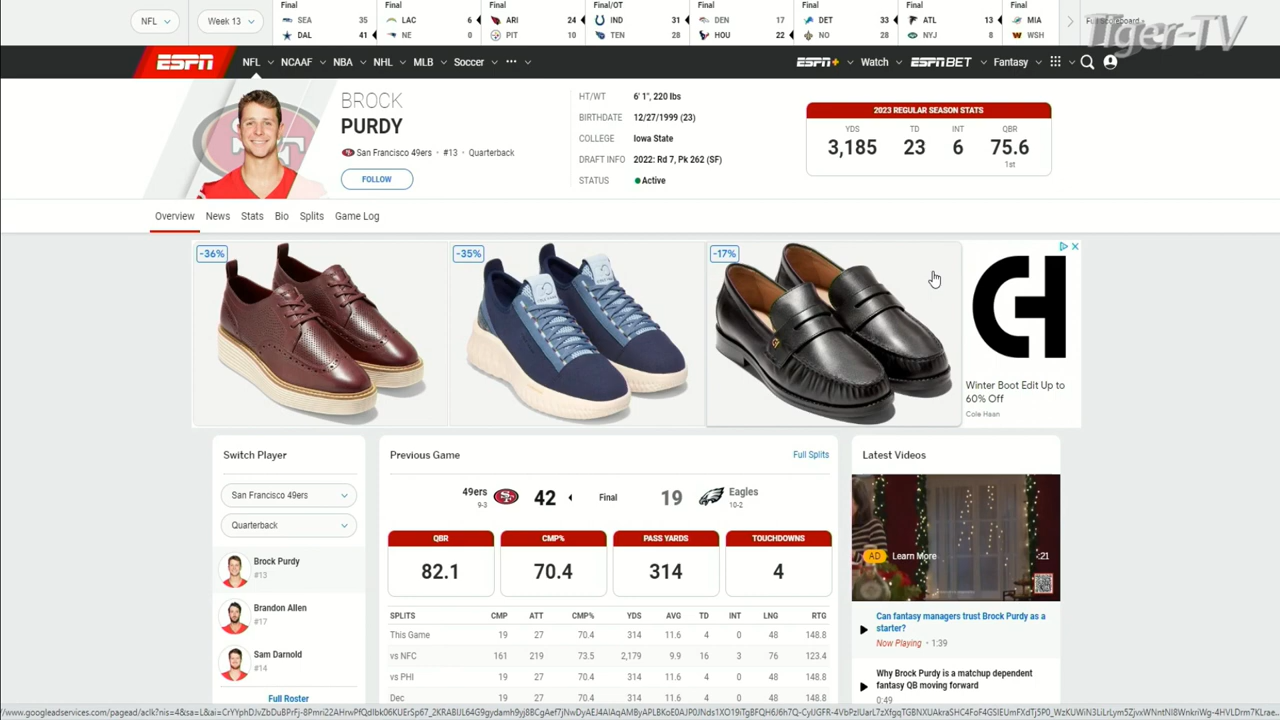 NFL
Week 13
Final
SEA 35
DAL 41
Final
LAC 6
NE 0
Final
ARI 24
PIT 10
Final/OT
IND 31
TEN 28
Final
DEN 17
HOU 22
Final
DET 33
NO 28
Final
ATL 13
NYJ 8
Final
MIA
WSH
Full Scoreboard »
Tiger-TV
ESPN
NFL NCAAF NBA NHL MLB Soccer ••• ESPN+ Watch ESPN BET Fantasy
BROCK
PURDY
San Francisco 49ers • #13 • Quarterback
FOLLOW
HT/WT 6' 1", 220 lbs
BIRTHDATE 12/27/1999 (23)
COLLEGE Iowa State
DRAFT INFO 2022: Rd 7, Pk 262 (SF)
STATUS Active
2023 REGULAR SEASON STATS
YDS TD INT QBR
3,185 23 6 75.6
1st
Overview News Stats Bio Splits Game Log
-36%
-35%
-17%
CH
Winter Boot Edit Up to
60% Off
Cole Haan
Switch Player
San Francisco 49ers
Quarterback
Brock Purdy
#13
Brandon Allen
#17
Sam Darnold
#14
Full Roster
Previous Game Full Splits
49ers 42 Final 19 Eagles
9-3 10-2
QBR CMP% PASS YARDS TOUCHDOWNS
82.1 70.4 314 4
SPLITS CMP ATT CMP% YDS AVG TD INT LNG RTG
This Game 19 27 70.4 314 11.6 4 0 48 148.8
vs NFC 161 219 73.5 2,179 9.9 16 3 76 123.4
vs PHI 19 27 70.4 314 11.6 4 0 48 148.8
Dec 19 27 70.4 314 11.6 4 0 48 148.8
Latest Videos
AD Learn More -:21
Can fantasy managers trust Brock Purdy as a
starter?
Now Playing • 1:39
Why Brock Purdy is a matchup dependent
fantasy QB moving forward
0:49